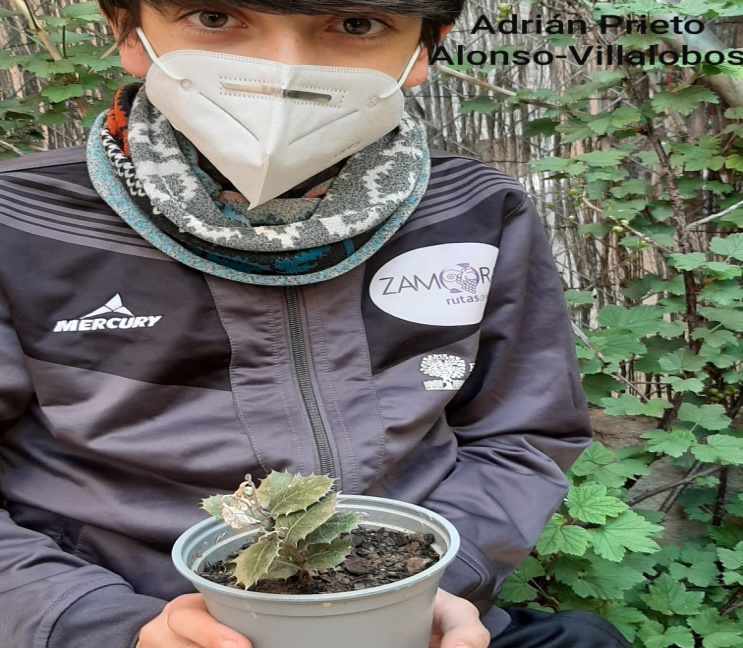 Adrián Prieto
Alonso-Villalobos
MERCURY
ZAMOR
rutas